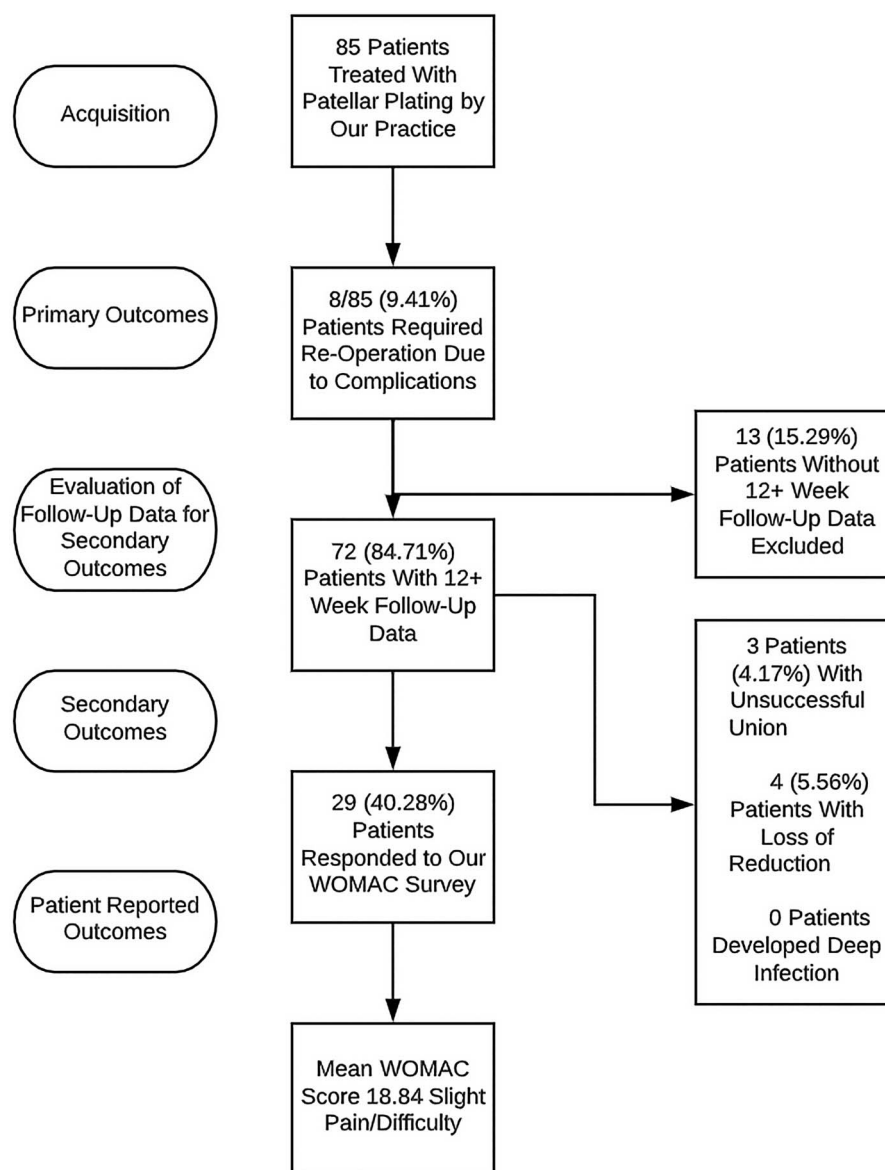 85 Patients
Treated With
Patellar Plating by
Our Practice
Acquisition
Primary Outcomes
8/85 (9.41%)
Patients Required
Re-Operation Due
to Complications
13 (15.29%)
Patients Without
12+ Week
Follow-Up Data
Excluded
Evaluation of
Follow-Up Data for
Secondary
Outcomes
72 (84.71%)
Patients With 12+
Week Follow-Up
Data
3 Patients
(4.17%) With
Unsuccessful
Union
4 (5.56%)
Patients With
Loss of
Reduction
0 Patients
Developed Deep
Infection
Secondary
Outcomes
29 (40.28%)
Patients
Responded to Our
WOMAC Survey
Patient Reported
Outcomes
Mean WOMAC
Score 18.84 Slight
Pain/Difficulty